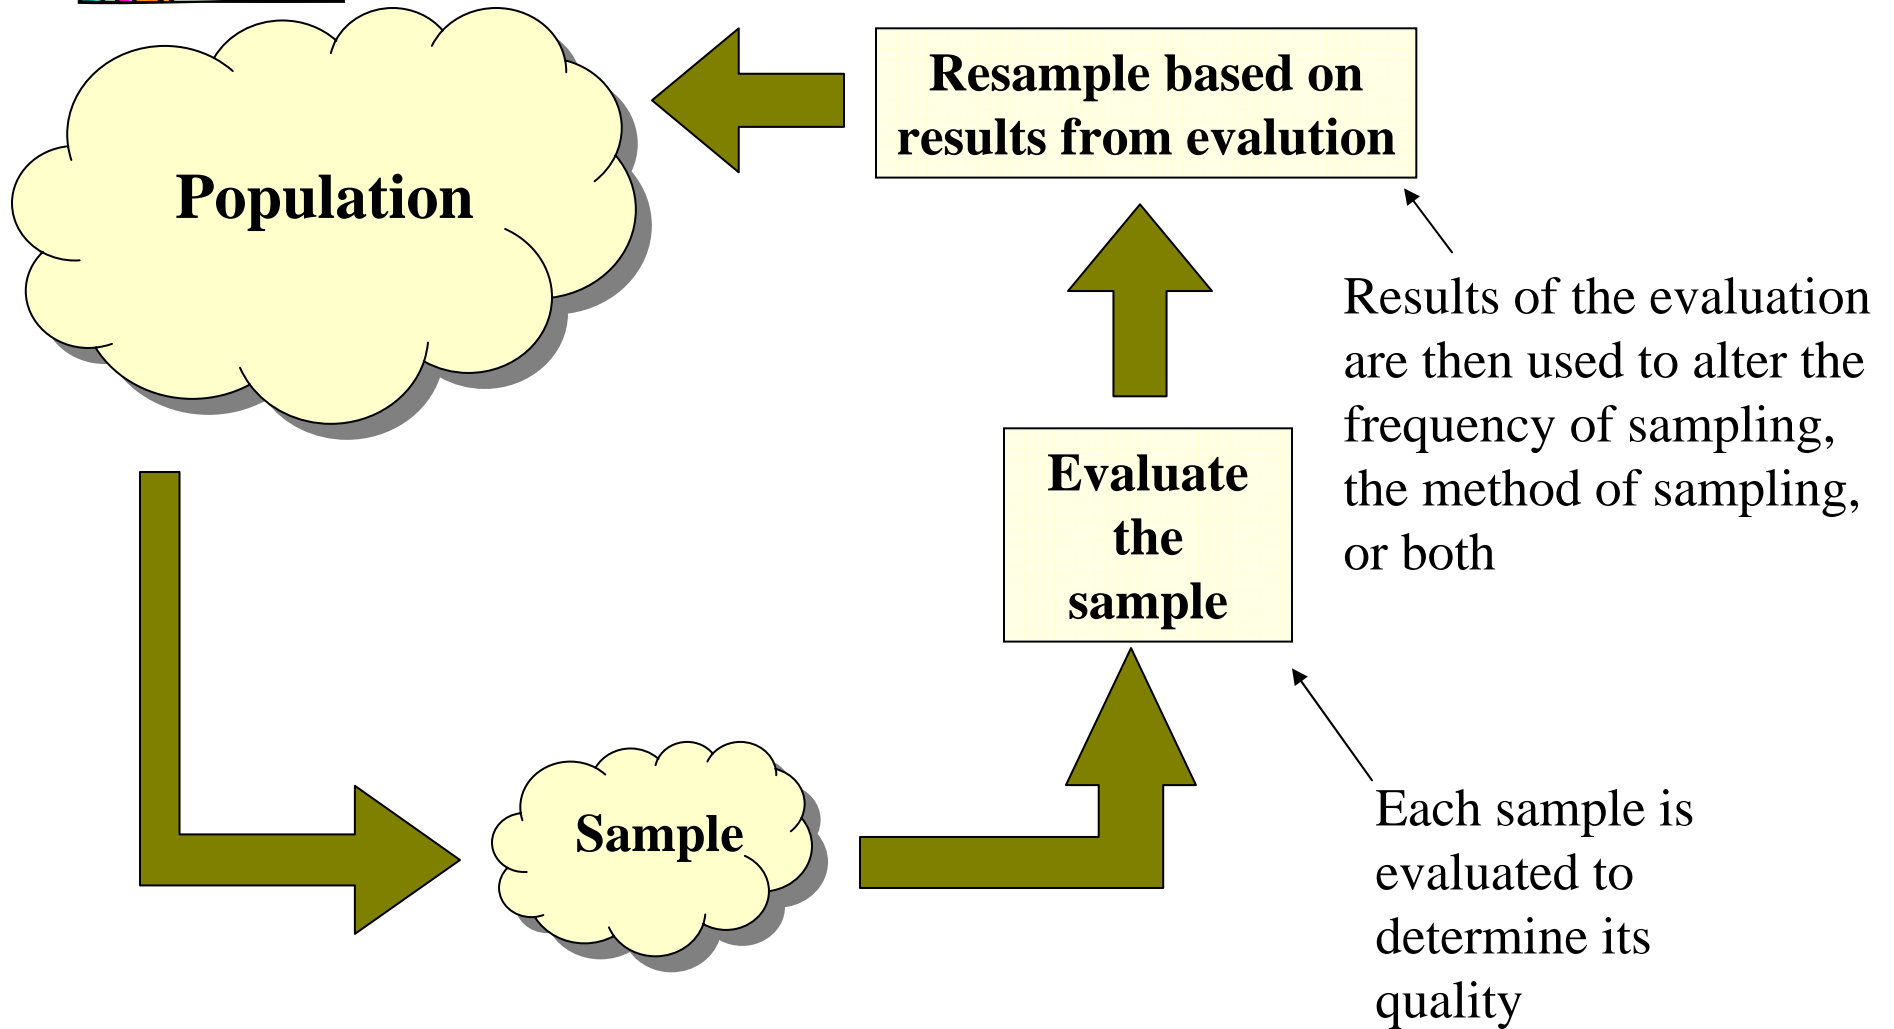 Population
Resample based on
results from evalution
Results of the evaluation
are then used to alter the
frequency of sampling,
the method of sampling,
or both
Evaluate
the
sample
Sample
Each sample is
evaluated to
determine its
quality